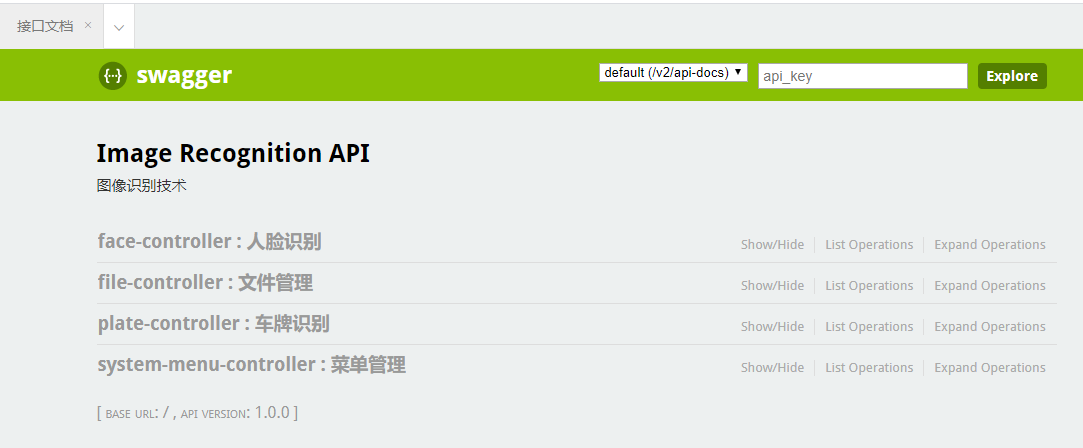 接口文档 ×
swagger default (/v2/api-docs) api_key Explore
Image Recognition API
图像识别技术
face-controller : 人脸识别 Show/Hide List Operations Expand Operations
file-controller : 文件管理 Show/Hide List Operations Expand Operations
plate-controller : 车牌识别 Show/Hide List Operations Expand Operations
system-menu-controller : 菜单管理 Show/Hide List Operations Expand Operations
[ BASE URL: / , API VERSION: 1.0.0 ]